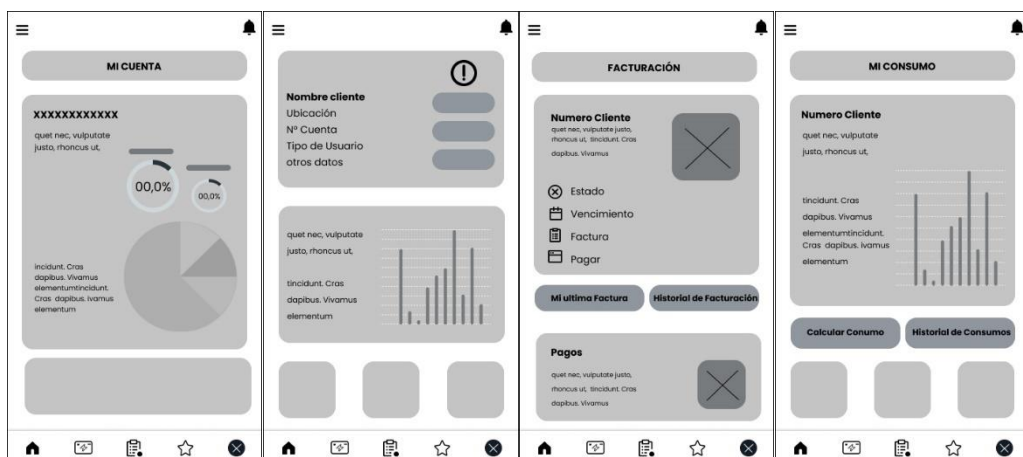 MI CUENTA
XXXXXXXXXXXX
quet nec, vulputate
justo, rhoncus ut,
00,0%
00,0%
incidunt. Cras
dapibus. Vivamus
elementumtincidunt.
Cras dapibus. ivamus
elementum
Nombre cliente
Ubicación
Nº Cuenta
Tipo de Usuario
otros datos
quet nec, vulputate
justo, rhoncus ut,
tincidunt. Cras
dapibus. Vivamus
elementum
FACTURACIÓN
Numero Cliente
quet nec, vulputate justo,
rhoncus ut, tincidunt. Cras
dapibus. Vivamus
Estado
Vencimiento
Factura
Pagar
Mi ultima Factura
Historial de Facturación
Pagos
quet nec, vulputate justo,
rhoncus ut, tincidunt. Cras
dapibus. Vivamus
MI CONSUMO
Numero Cliente
quet nec, vulputate
justo, rhoncus ut,
tincidunt. Cras
dapibus. Vivamus
elementumtincidunt.
Cras dapibus. ivamus
elementum
Calcular Conumo
Historial de Consumos